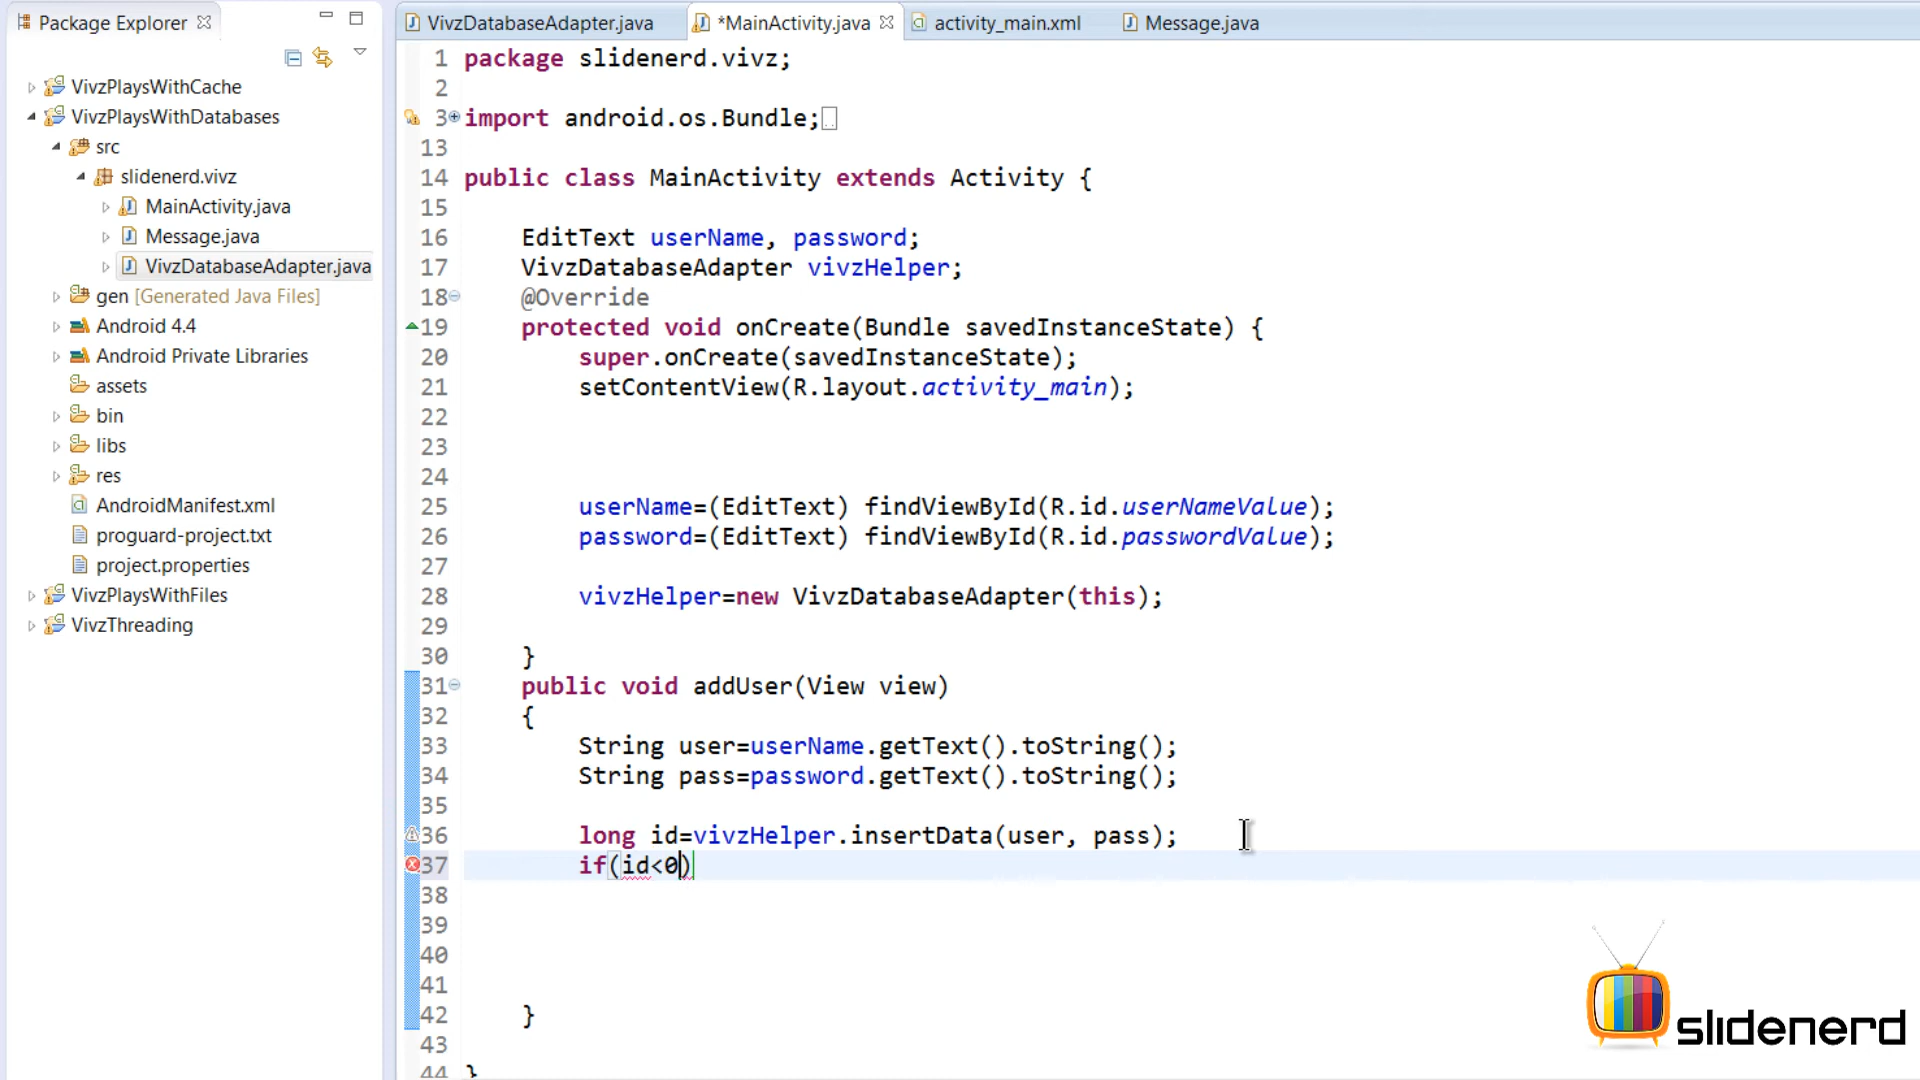 Package Explorer
VivzPlaysWithCache
VivzPlaysWithDatabases
src
slidenerd.vivz
MainActivity.java
Message.java
VivzDatabaseAdapter.java
gen [Generated Java Files]
Android 4.4
Android Private Libraries
assets
bin
libs
res
AndroidManifest.xml
proguard-project.txt
project.properties
VivzPlaysWithFiles
VivzThreading
VivzDatabaseAdapter.java *MainActivity.java activity_main.xml Message.java
1 package slidenerd.vivz;
2
3 import android.os.Bundle;
13
14 public class MainActivity extends Activity {
15
16 EditText userName, password;
17 VivzDatabaseAdapter vivzHelper;
18 @Override
19 protected void onCreate(Bundle savedInstanceState) {
20 super.onCreate(savedInstanceState);
21 setContentView(R.layout.activity_main);
22
23
24
25 userName=(EditText) findViewById(R.id.userNameValue);
26 password=(EditText) findViewById(R.id.passwordValue);
27
28 vivzHelper=new VivzDatabaseAdapter(this);
29
30 }
31 public void addUser(View view)
32 {
33 String user=userName.getText().toString();
34 String pass=password.getText().toString();
35
36 long id=vivzHelper.insertData(user, pass);
37 if(id<0)
38
39
40
41
42 }
43
44 }
slidenerd